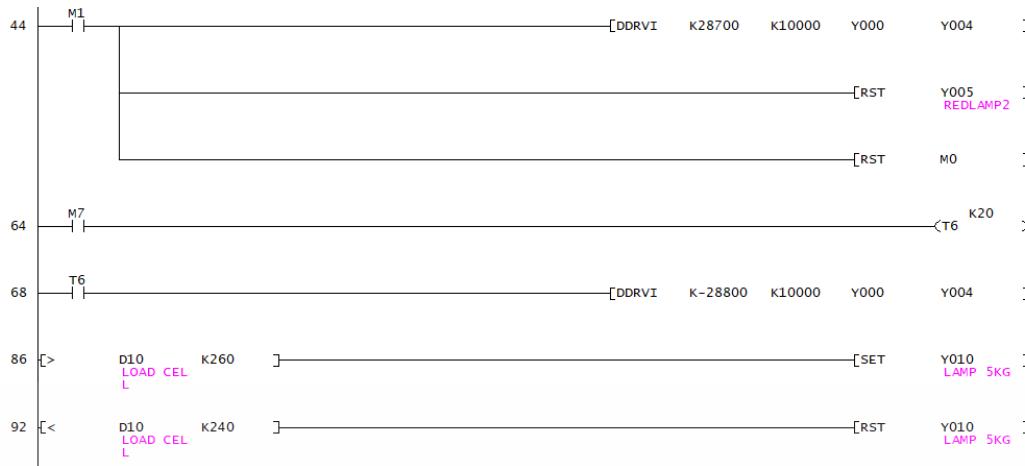 M1
44 [DDRVI K28700 K10000 Y000 Y004 ]
[RST Y005 ]
REDLAMP2
[RST M0 ]
M7
K20
64 (T6 )
T6
68 [DDRVI K-28800 K10000 Y000 Y004 ]
86 [> D10 K260 ] [SET Y010 ]
LOAD CEL
L
LAMP 5KG
92 [< D10 K240 ] [RST Y010 ]
LOAD CEL
L
LAMP 5KG